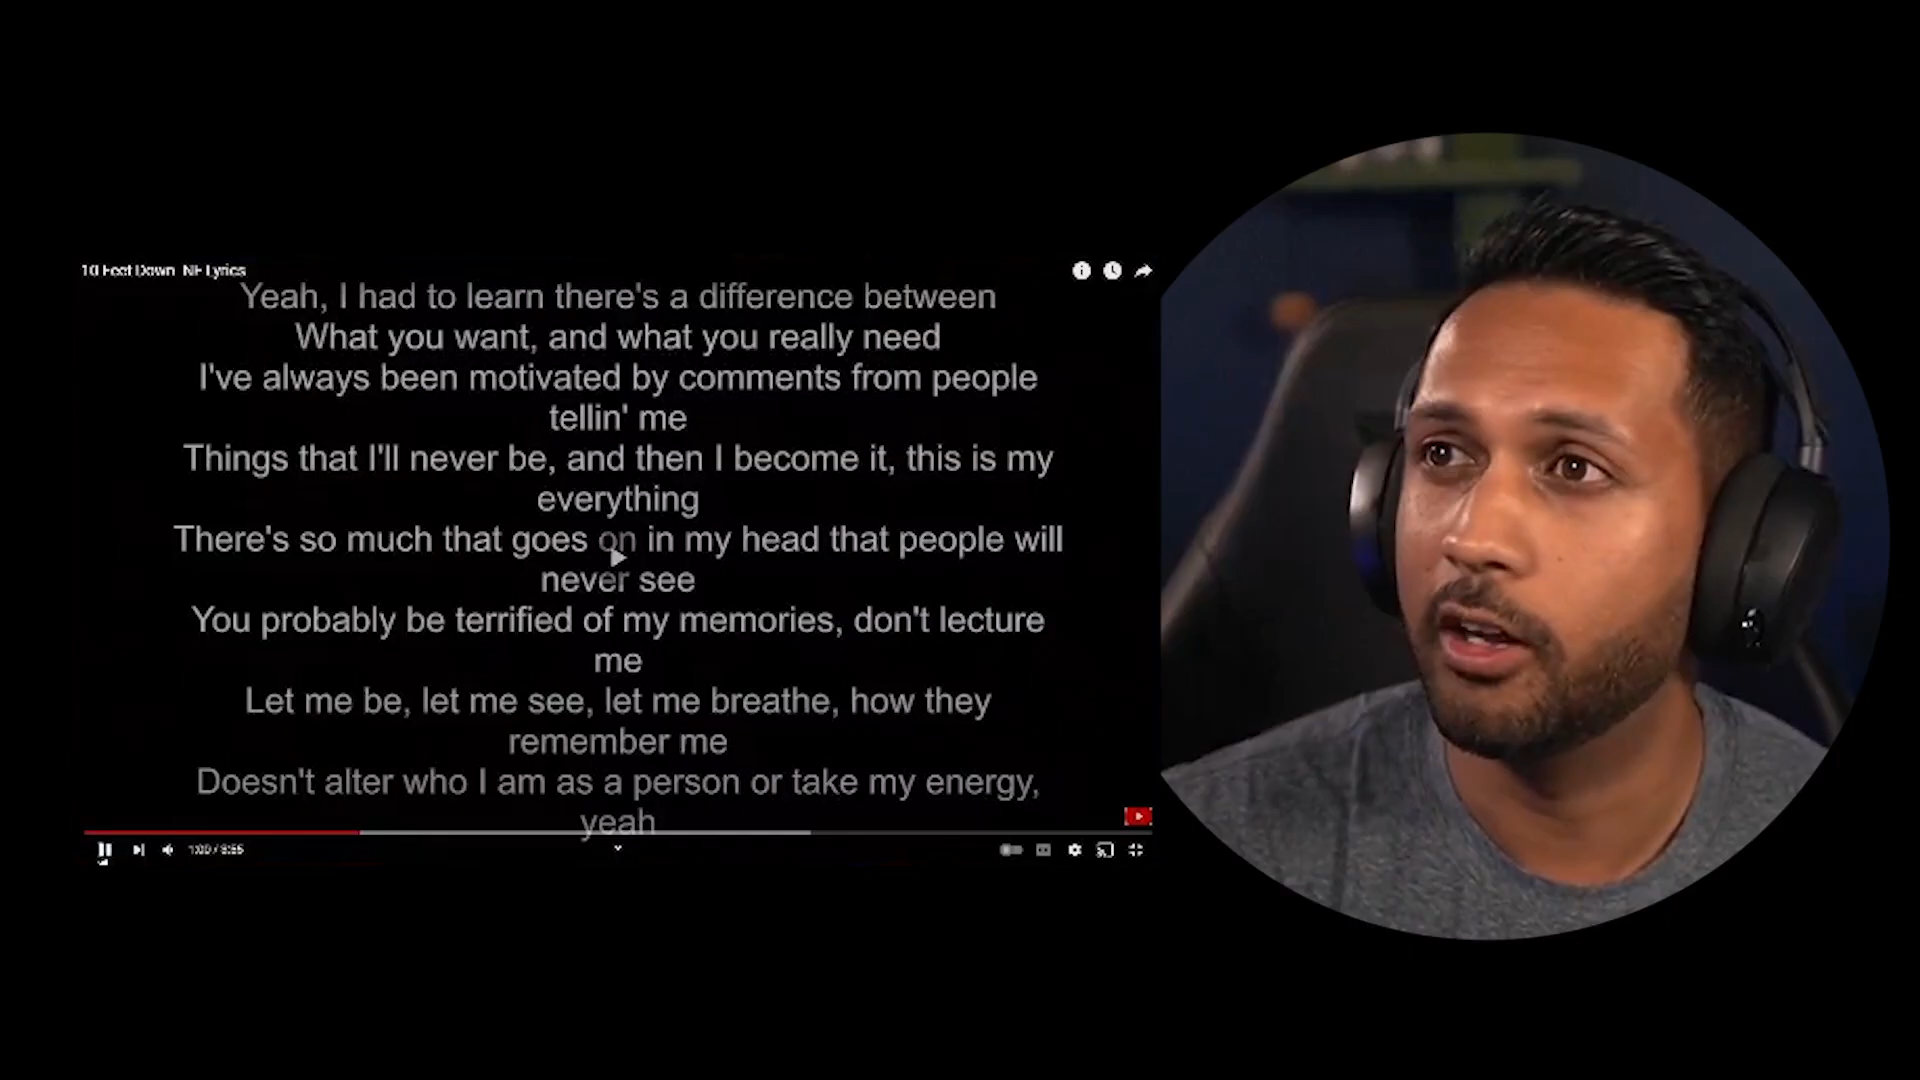 10 Feet Down NF Lyrics
Yeah, I had to learn there's a difference between
What you want, and what you really need
I've always been motivated by comments from people
tellin' me
Things that I'll never be, and then I become it, this is my
everything
There's so much that goes on in my head that people will
never see
You probably be terrified of my memories, don't lecture
me
Let me be, let me see, let me breathe, how they
remember me
Doesn't alter who I am as a person or take my energy,
yeah
1:00 / 3:55